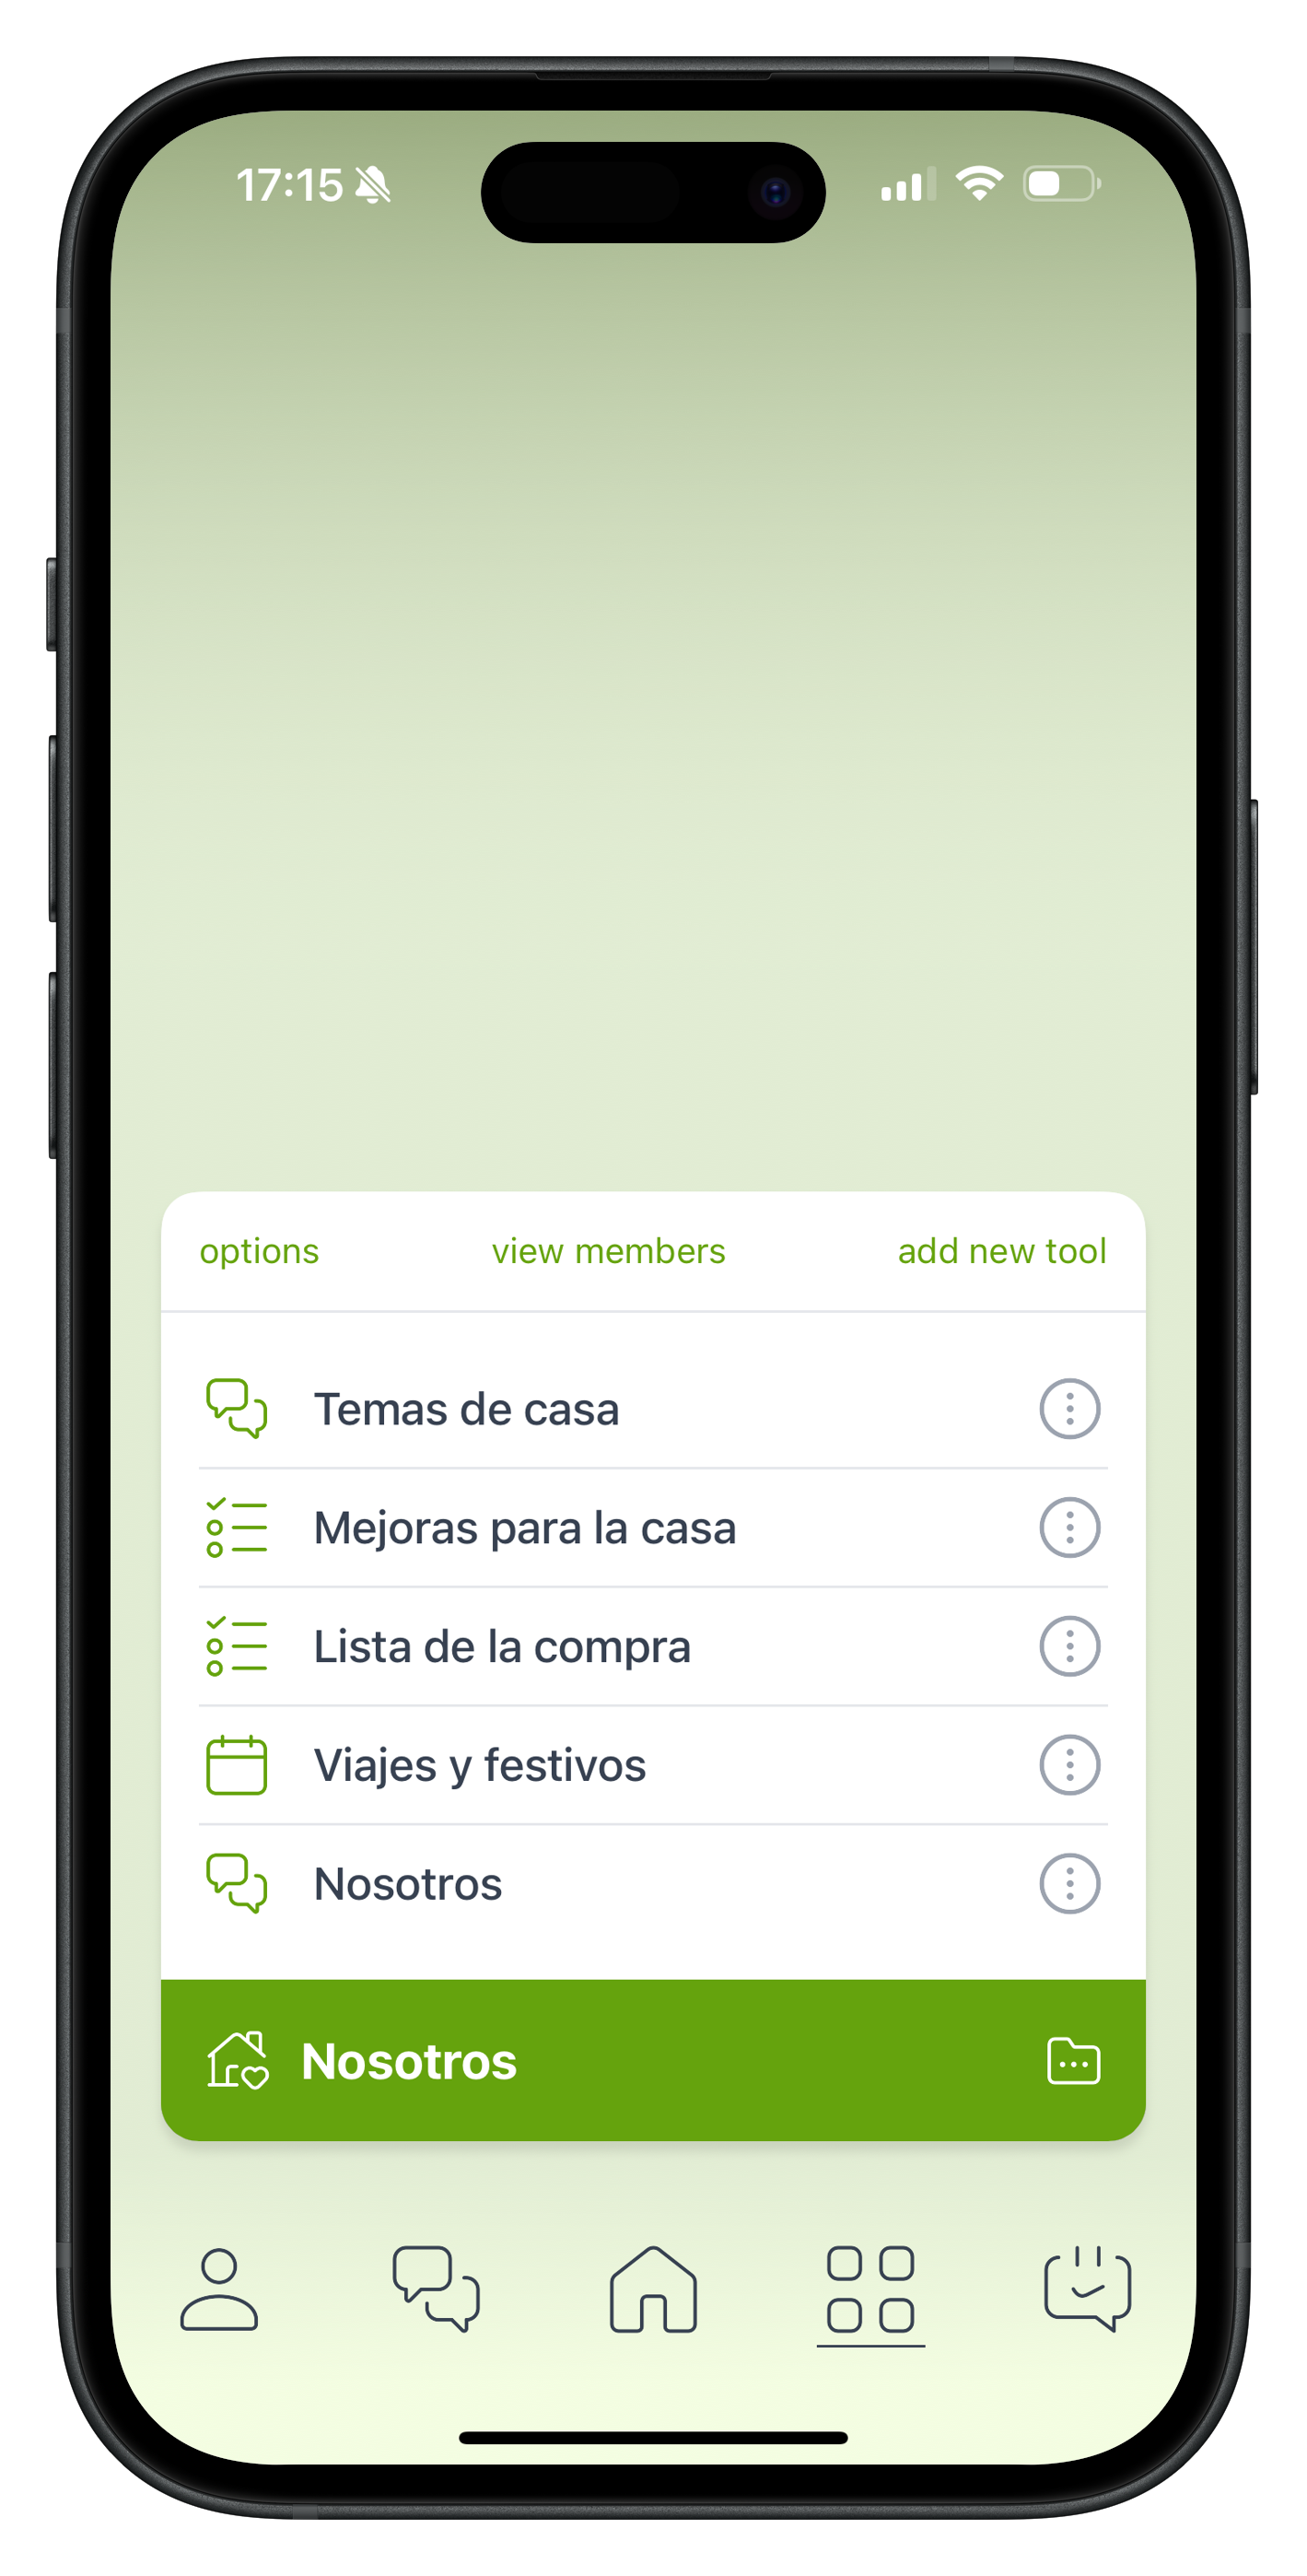 17:15
options view members add new tool
Temas de casa
Mejoras para la casa
Lista de la compra
Viajes y festivos
Nosotros
Nosotros